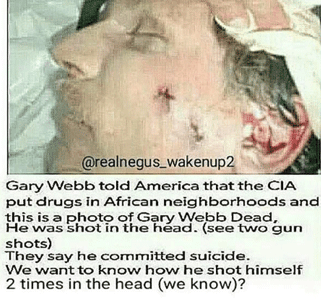 @realnegus_wakenup2
Gary Webb told America that the CIA
put drugs in African neighborhoods and
this is a photo of Gary Webb Dead,
He was shot in the head. (see two gun
shots)
They say he committed suicide.
We want to know how he shot himself
2 times in the head (we know)?